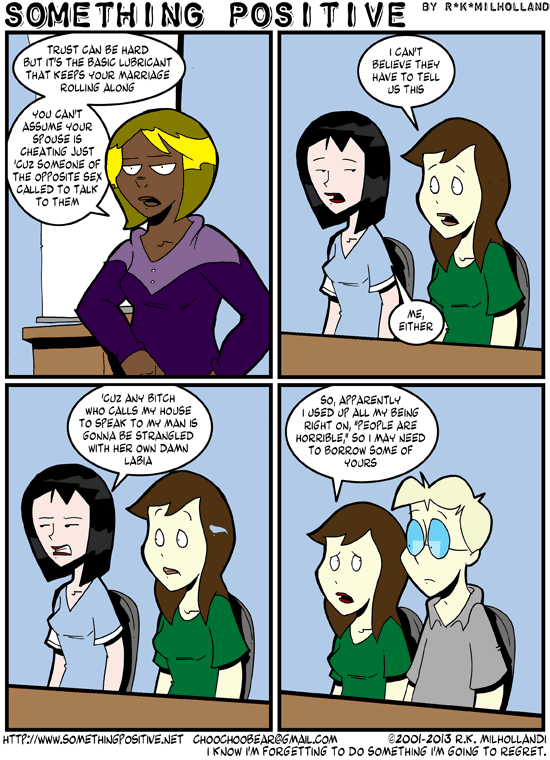 SOMETHING POSITIVE BY R*K*MILHOLLAND
TRUST CAN BE HARD
BUT IT'S THE BASIC LUBRICANT
THAT KEEPS YOUR MARRIAGE
ROLLING ALONG
YOU CAN'T
ASSUME YOUR
SPOUSE IS
CHEATING JUST
'CUZ SOMEONE OF
THE OPPOSITE SEX
CALLED TO TALK
TO THEM
I CAN'T
BELIEVE THEY
HAVE TO TELL
US THIS
ME,
EITHER
'CUZ ANY BITCH
WHO CALLS MY HOUSE
TO SPEAK TO MY MAN IS
GONNA BE STRANGLED
WITH HER OWN DAMN
LABIA
SO, APPARENTLY
I USED UP ALL MY BEING
RIGHT ON, "PEOPLE ARE
HORRIBLE," SO I MAY NEED
TO BORROW SOME OF
YOURS
HTTP://WWW.SOMETHINGPOSITIVE.NET CHOOCHOOBEAR@GMAIL.COM ©2001-2013 R.K. MILHOLLANDI
I KNOW I'M FORGETTING TO DO SOMETHING I'M GOING TO REGRET.